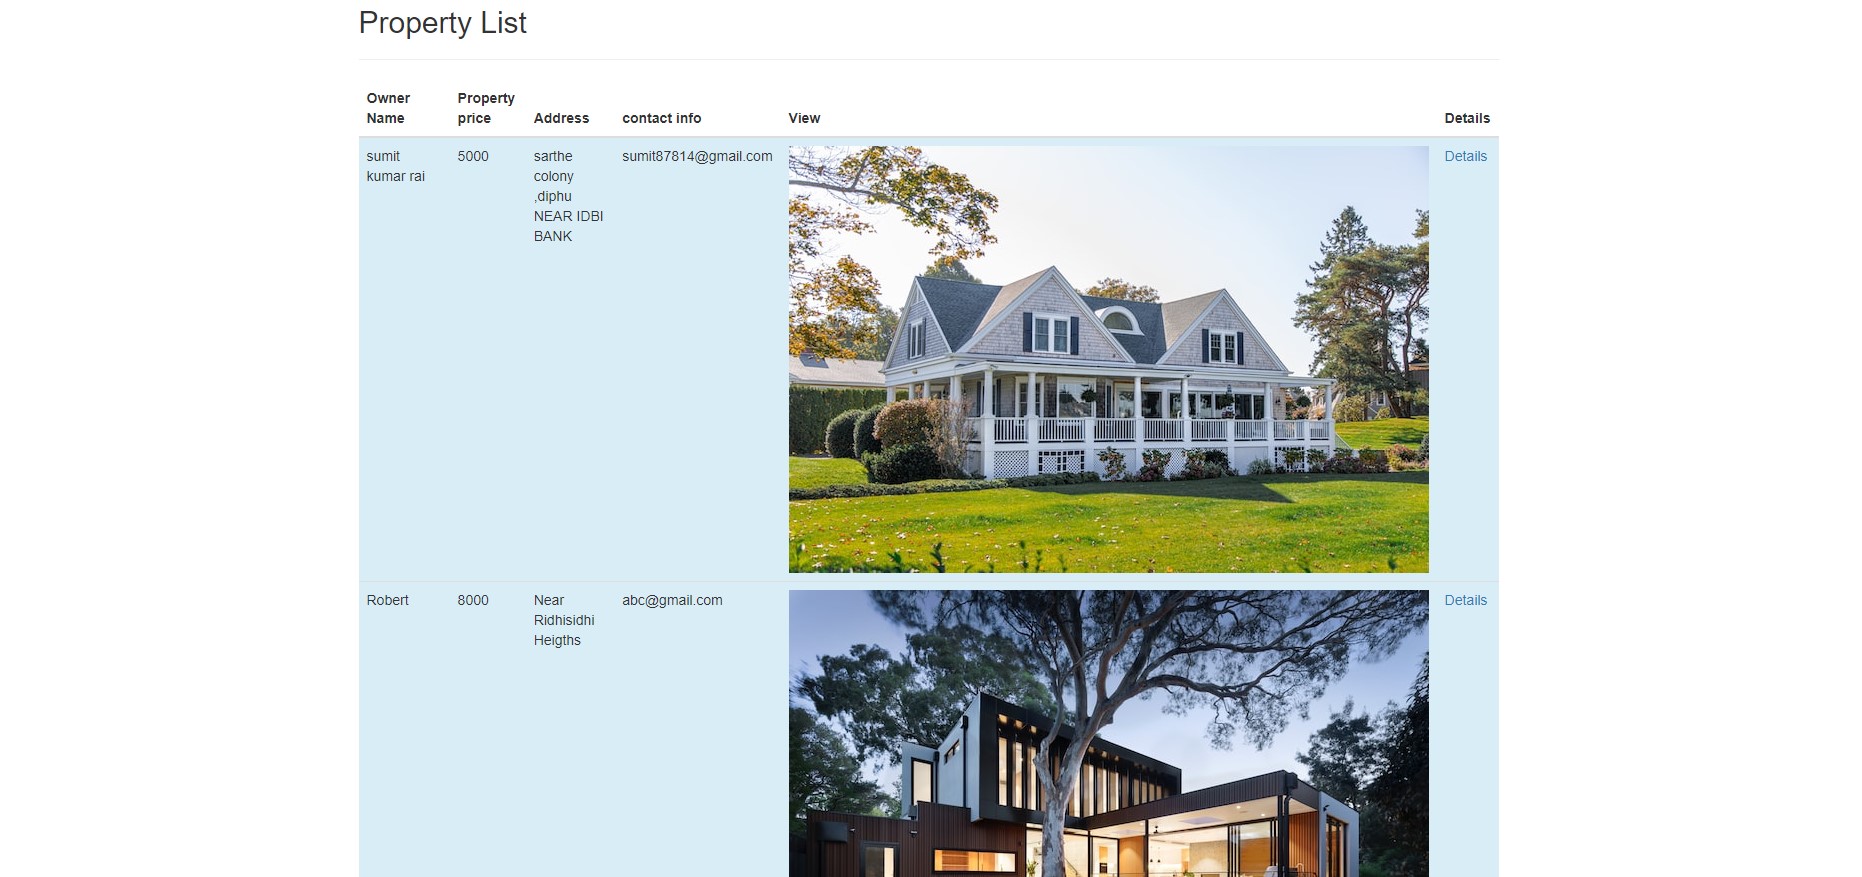 Property List
Owner Name
Property price
Address
contact info
View
Details
sumit
kumar rai
5000
sarthe
colony
,diphu
NEAR IDBI
BANK
sumit87814@gmail.com
Details
Robert
8000
Near
Ridhisidhi
Heigths
abc@gmail.com
Details